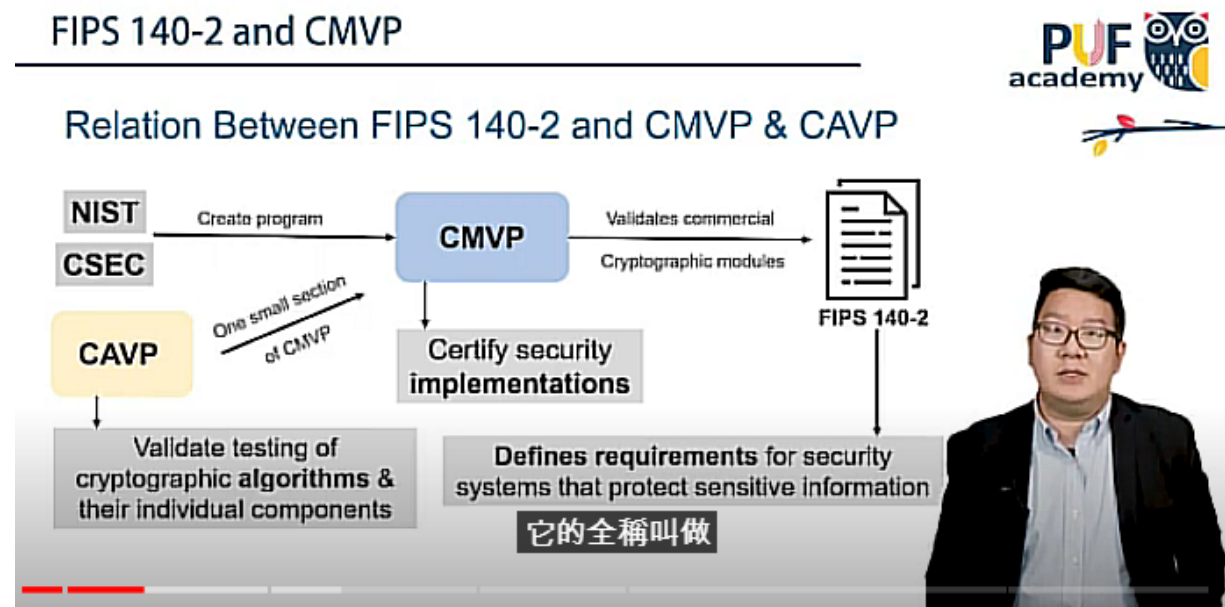 FIPS 140-2 and CMVP
PUF
academy
Relation Between FIPS 140-2 and CMVP & CAVP
NIST
CSEC
Create program
CMVP
Validates commercial
Cryptographic modules
FIPS 140-2
CAVP
One small section
of CMVP
Certify security
implementations
Validate testing of
cryptographic algorithms &
their individual components
Defines requirements for security
systems that protect sensitive information
它的全稱叫做